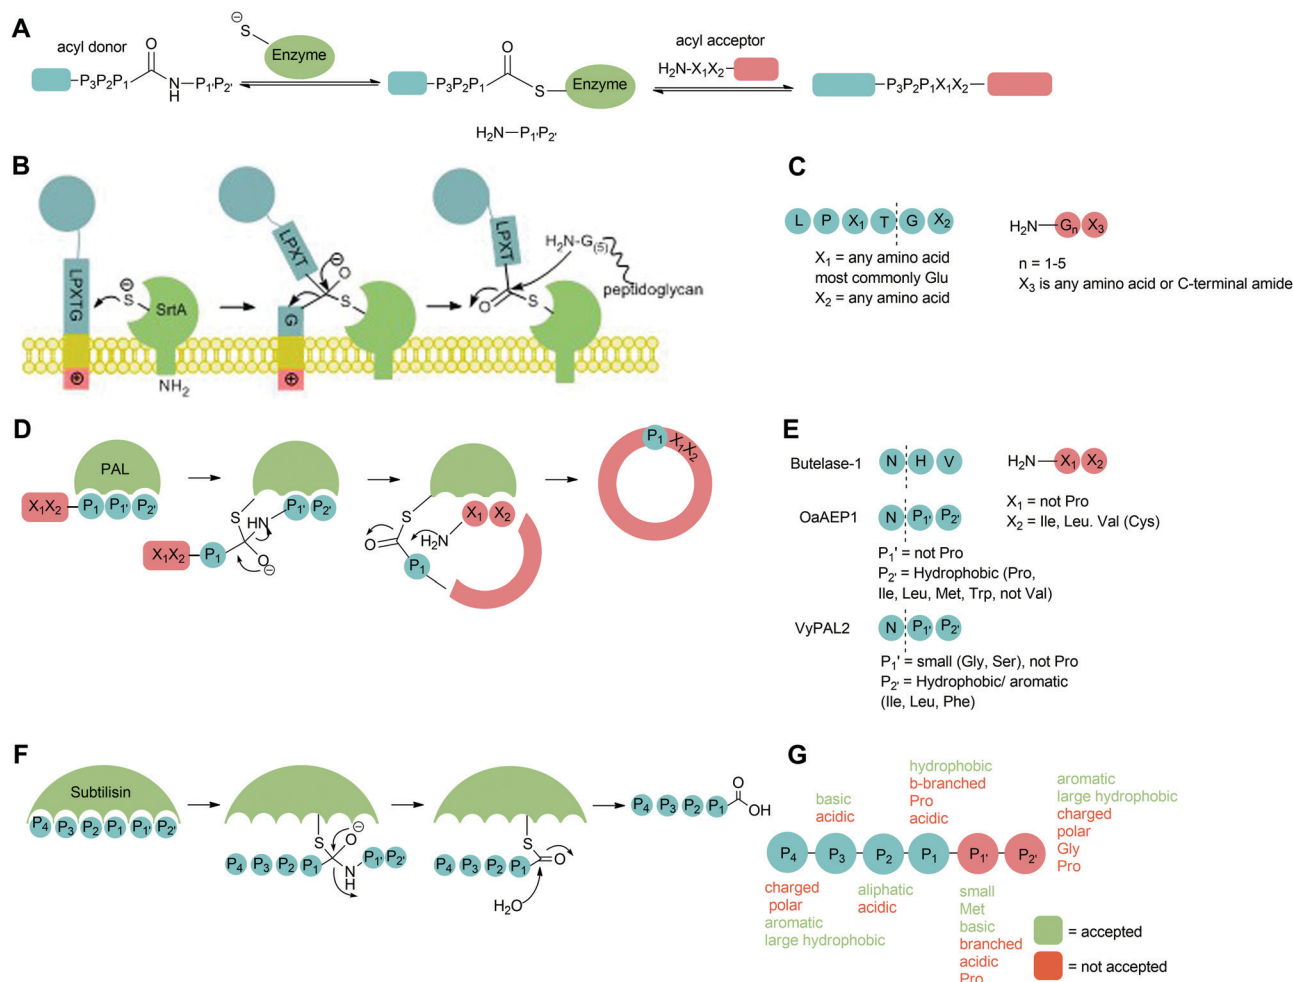 A
acyl donor
O
P3P2P1
N
H
P1'P2'
⊖
S
Enzyme
O
P3P2P1
S
Enzyme
H2N—P1'P2'
acyl acceptor
H2N-X1X2
P3P2P1X1X2
B
LPXTG
⊖
S
SrtA
NH2
⊕
LPXT
⊖
O
S
G
⊕
LPXT
O
S
H2N-G(5)
peptidoglycan
C
L P X1 T G X2
X1 = any amino acid
most commonly Glu
X2 = any amino acid
H2N— Gn X3
n = 1-5
X3 is any amino acid or C-terminal amide
D
PAL
X1X2 P1 P1' P2'
S
HN
P1' P2'
X1X2 P1
O
⊖
S
O
H2N
X1 X2
P1
P1 X1X2
E
Butelase-1
N H V
H2N— X1 X2
X1 = not Pro
X2 = Ile, Leu. Val (Cys)
OaAEP1
N P1' P2'
P1' = not Pro
P2' = Hydrophobic (Pro,
Ile, Leu, Met, Trp, not Val)
VyPAL2
N P1' P2'
P1' = small (Gly, Ser), not Pro
P2' = Hydrophobic/ aromatic
(Ile, Leu, Phe)
F
Subtilisin
P4 P3 P2 P1 P1' P2'
S
O
⊖
P4 P3 P2 P1
N
H
P1' P2'
S
P4 P3 P2 P1
O
H2O
P4 P3 P2 P1
O
OH
G
hydrophobic
b-branched
Pro
acidic
basic
acidic
aromatic
large hydrophobic
charged
polar
Gly
Pro
P4 P3 P2 P1 P1' P2'
charged
polar
aromatic
large hydrophobic
aliphatic
acidic
small
Met
basic
branched
acidic
Pro
= accepted
= not accepted